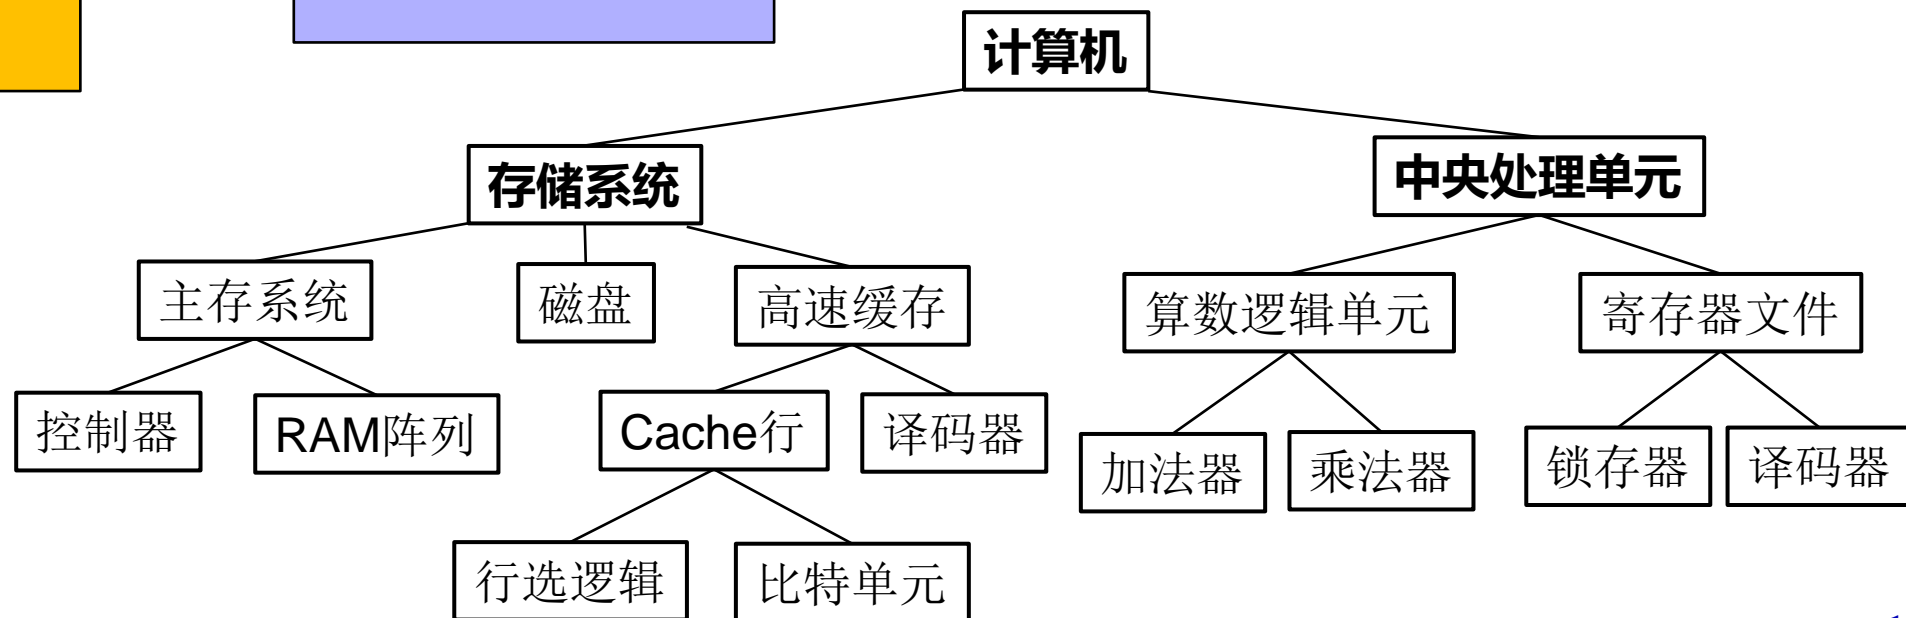 计算机
存储系统
中央处理单元
主存系统
磁盘
高速缓存
算数逻辑单元
寄存器文件
控制器
RAM阵列
Cache行
译码器
加法器
乘法器
锁存器
译码器
行选逻辑
比特单元